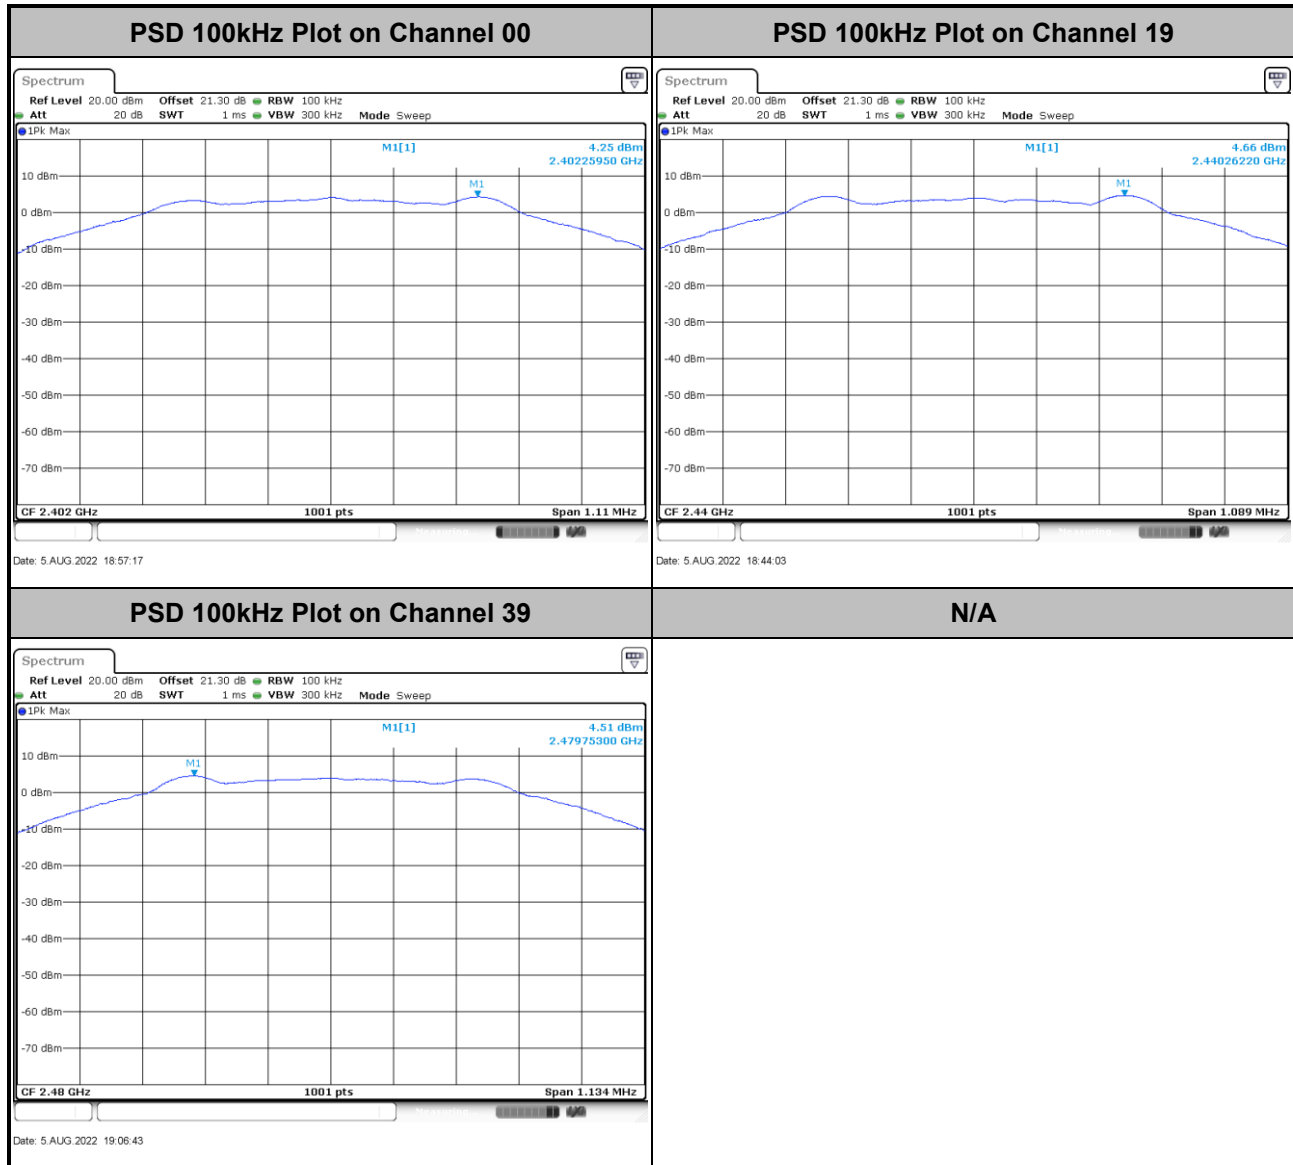 PSD 100kHz Plot on Channel 00
Spectrum
Ref Level 20.00 dBm Offset 21.30 dB RBW 100 kHz
Att 20 dB SWT 1 ms VBW 300 kHz Mode Sweep
1Pk Max
M1[1] 4.25 dBm
2.40225950 GHz
M1
10 dBm
0 dBm
-10 dBm
-20 dBm
-30 dBm
-40 dBm
-50 dBm
-60 dBm
-70 dBm
CF 2.402 GHz 1001 pts Span 1.11 MHz
Measuring
Date: 5.AUG.2022 18:57:17
PSD 100kHz Plot on Channel 19
Spectrum
Ref Level 20.00 dBm Offset 21.30 dB RBW 100 kHz
Att 20 dB SWT 1 ms VBW 300 kHz Mode Sweep
1Pk Max
M1[1] 4.66 dBm
2.44026220 GHz
M1
10 dBm
0 dBm
-10 dBm
-20 dBm
-30 dBm
-40 dBm
-50 dBm
-60 dBm
-70 dBm
CF 2.44 GHz 1001 pts Span 1.089 MHz
Measuring
Date: 5.AUG.2022 18:44:03
PSD 100kHz Plot on Channel 39
Spectrum
Ref Level 20.00 dBm Offset 21.30 dB RBW 100 kHz
Att 20 dB SWT 1 ms VBW 300 kHz Mode Sweep
1Pk Max
M1[1] 4.51 dBm
2.47975300 GHz
M1
10 dBm
0 dBm
-10 dBm
-20 dBm
-30 dBm
-40 dBm
-50 dBm
-60 dBm
-70 dBm
CF 2.48 GHz 1001 pts Span 1.134 MHz
Measuring
Date: 5.AUG.2022 19:06:43
N/A